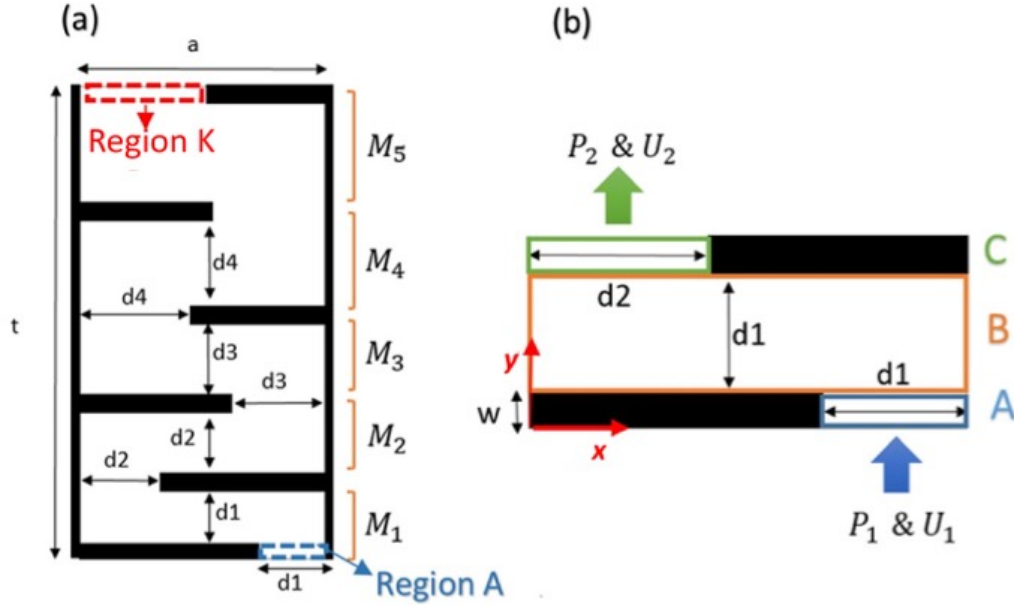 (a)
a
Region K
M5
d4
M4
d4
t
d3
M3
d3
d2
M2
d2
d1
M1
d1
Region A
(b)
P2 & U2
C
d2
d1
B
y
d1
A
w
x
P1 & U1